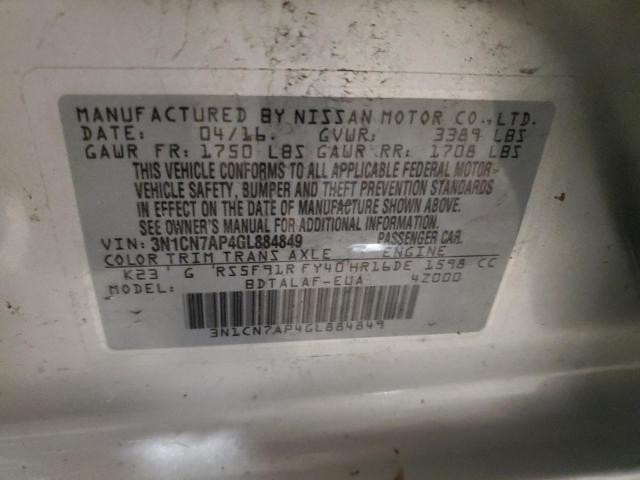 MANUFACTURED BY NISSAN MOTOR CO.,LTD.
DATE: 04/16. GVWR: 3389 LBS
GAWR FR: 1750 LBS GAWR RR: 1708 LBS
THIS VEHICLE CONFORMS TO ALL APPLICABLE FEDERAL MOTOR
VEHICLE SAFETY, BUMPER AND THEFT PREVENTION STANDARDS
IN EFFECT ON THE DATE OF MANUFACTURE SHOWN ABOVE.
SEE OWNER'S MANUAL FOR ADDITIONAL INFORMATION.
VIN: 3N1CN7AP4GL884849 PASSENGER CAR.
COLOR TRIM TRANS AXLE ENGINE
K23 G RS5F91R FY40 HR16DE 1598 CC
MODEL: BDTALAF-EUA 4Z000
3N1CN7AP4GL884849